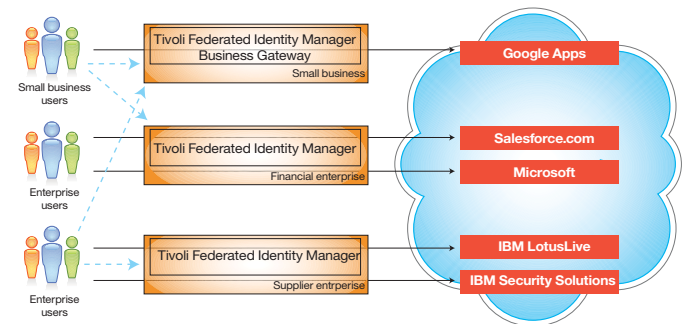 Small business
users
Tivoli Federated Identity Manager
Business Gateway
Small business
Google Apps
Enterprise
users
Tivoli Federated Identity Manager
Financial enterprise
Salesforce.com
Microsoft
Enterprise
users
Tivoli Federated Identity Manager
Supplier entrperise
IBM LotusLive
IBM Security Solutions